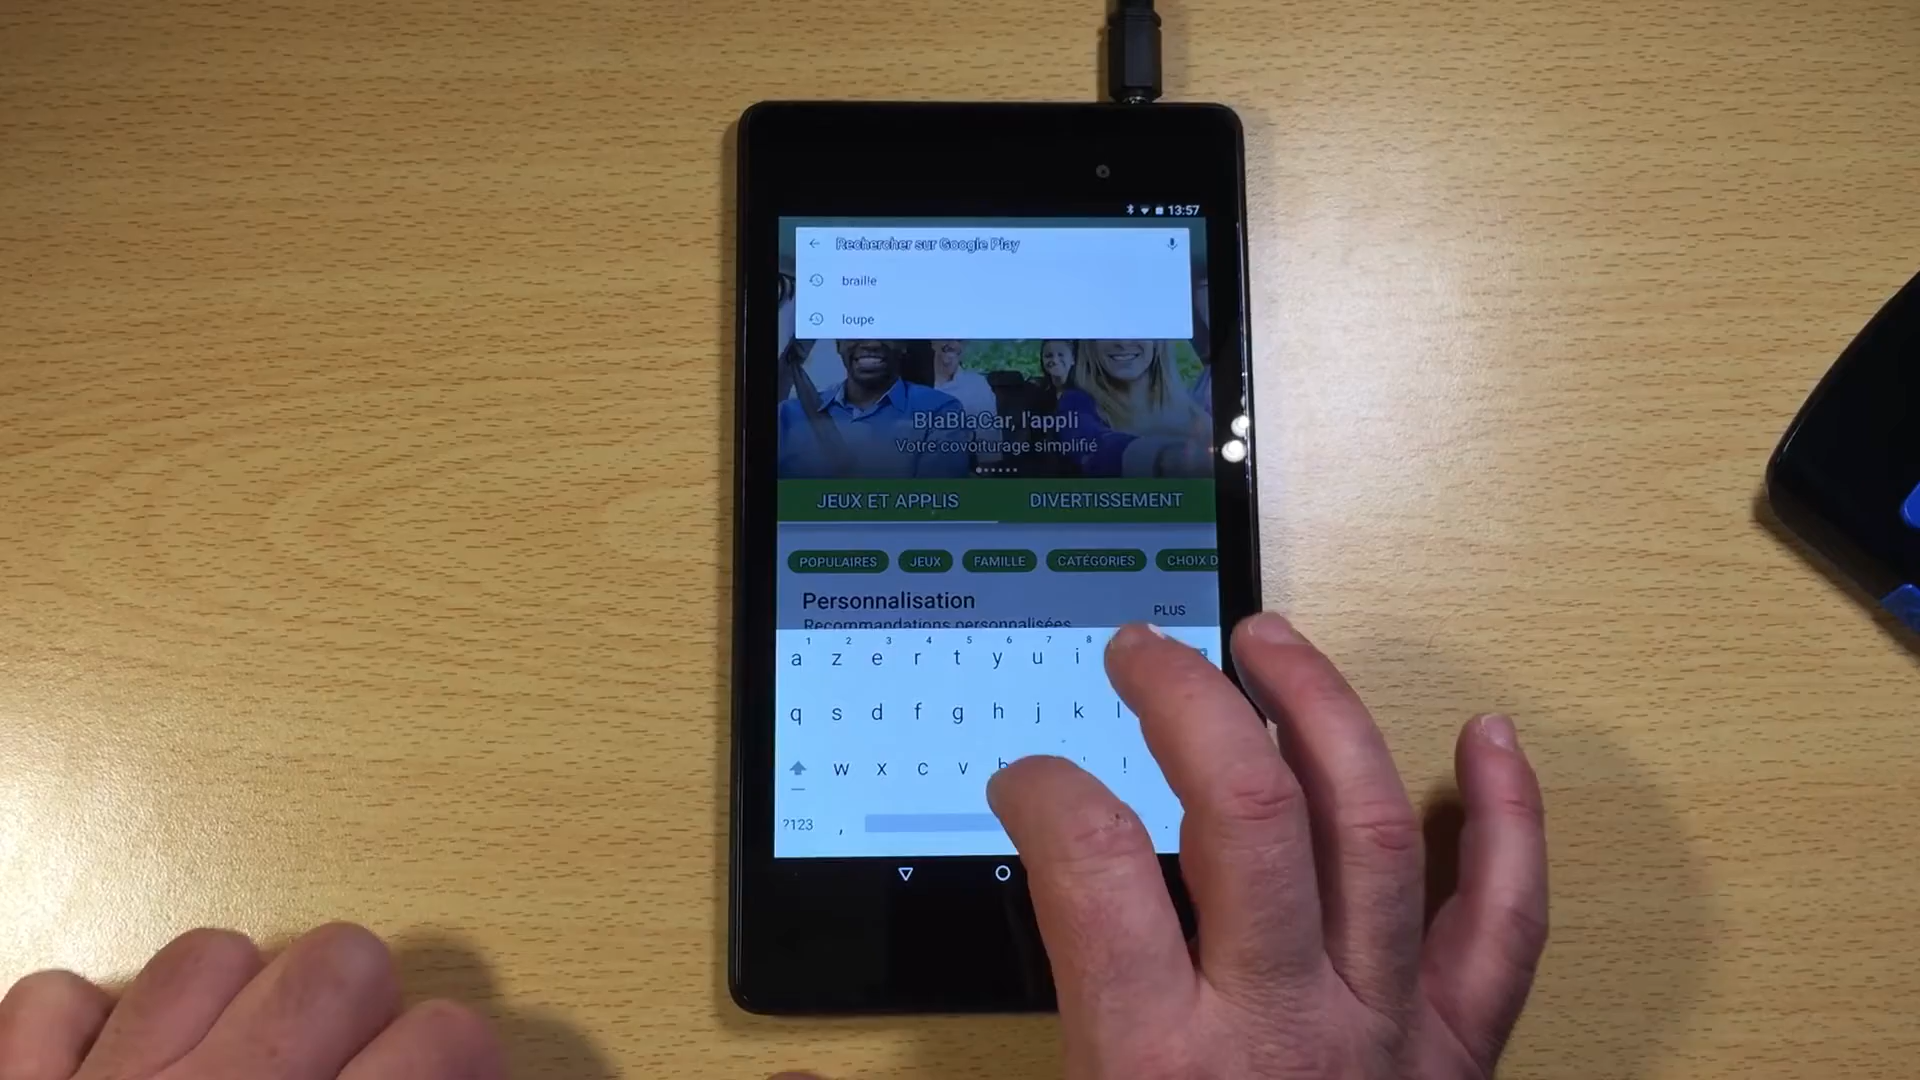 13:57
Rechercher sur Google Play
braille
loupe
BlaBlaCar, l'appli
Votre covoiturage simplifié
JEUX ET APPLIS DIVERTISSEMENT
POPULAIRES JEUX FAMILLE CATÉGORIES CHOIX D
Personnalisation PLUS
Recommandations personnalisées
1 2 3 4 5 6 7 8
a z e r t y u i
q s d f g h j k l
w x c v b ' !
?123 , .